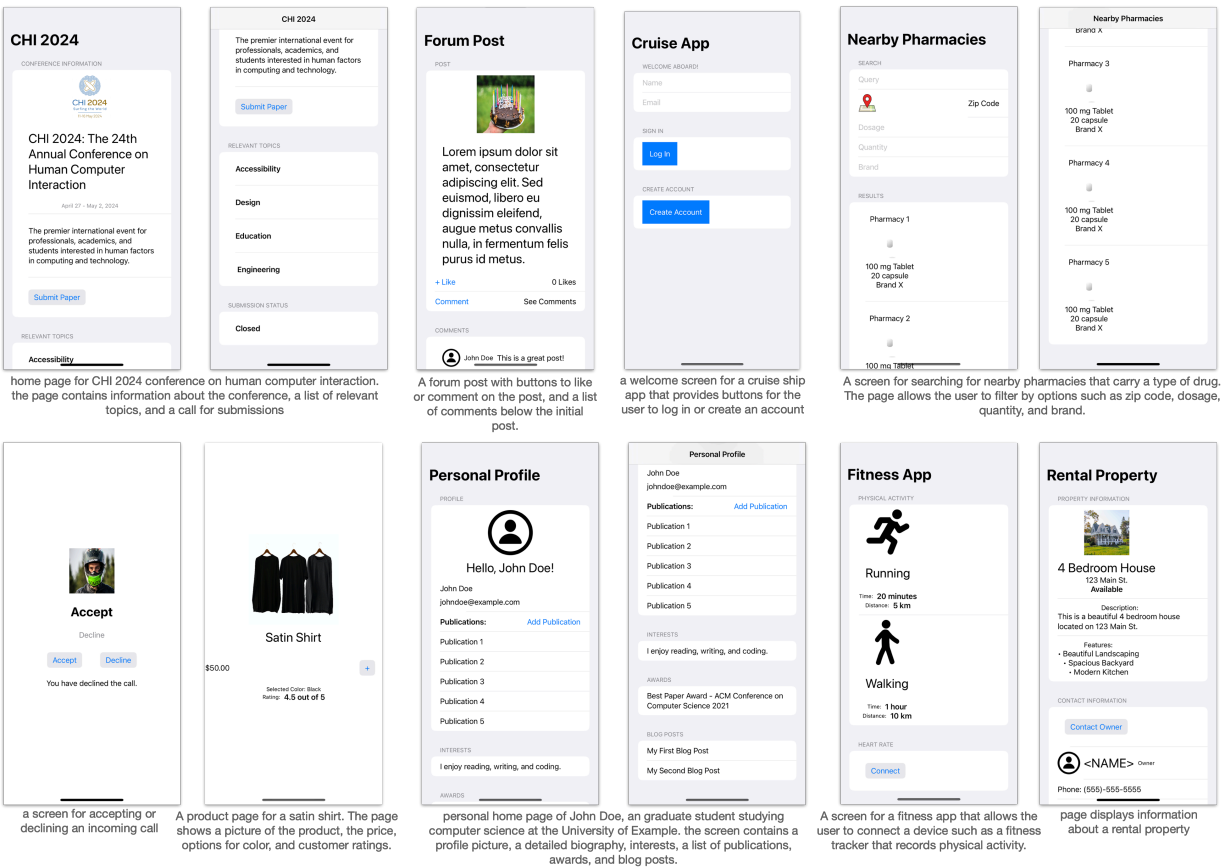 CHI 2024
CONFERENCE INFORMATION
CHI 2024
Surfing the World
11-16 May 2024
CHI 2024: The 24th
Annual Conference on
Human Computer
Interaction
April 27 - May 2, 2024
The premier international event for
professionals, academics, and
students interested in human factors
in computing and technology.
Submit Paper
RELEVANT TOPICS
Accessibility
CHI 2024
The premier international event for
professionals, academics, and
students interested in human factors
in computing and technology.
Submit Paper
RELEVANT TOPICS
Accessibility
Design
Education
Engineering
SUBMISSION STATUS
Closed
home page for CHI 2024 conference on human computer interaction.
the page contains information about the conference, a list of relevant
topics, and a call for submissions
Forum Post
POST
Lorem ipsum dolor sit
amet, consectetur
adipiscing elit. Sed
euismod, libero eu
dignissim eleifend,
augue metus convallis
nulla, in fermentum felis
purus id metus.
+ Like 0 Likes
Comment See Comments
COMMENTS
John Doe This is a great post!
A forum post with buttons to like
or comment on the post, and a list
of comments below the initial
post.
Cruise App
WELCOME ABOARD!
Name
Email
SIGN IN
Log In
CREATE ACCOUNT
Create Account
a welcome screen for a cruise ship
app that provides buttons for the
user to log in or create an account
Nearby Pharmacies
SEARCH
Query
Zip Code
Dosage
Quantity
Brand
RESULTS
Pharmacy 1
100 mg Tablet
20 capsule
Brand X
Pharmacy 2
100 mg Tablet
Nearby Pharmacies
Brand X
Pharmacy 3
100 mg Tablet
20 capsule
Brand X
Pharmacy 4
100 mg Tablet
20 capsule
Brand X
Pharmacy 5
100 mg Tablet
20 capsule
Brand X
A screen for searching for nearby pharmacies that carry a type of drug.
The page allows the user to filter by options such as zip code, dosage,
quantity, and brand.
Accept
Decline
Accept Decline
You have declined the call.
a screen for accepting or
declining an incoming call
Satin Shirt
$50.00 +
Selected Color: Black
Rating: 4.5 out of 5
A product page for a satin shirt. The page
shows a picture of the product, the price,
options for color, and customer ratings.
Personal Profile
PROFILE
Hello, John Doe!
John Doe
johndoe@example.com
Publications: Add Publication
Publication 1
Publication 2
Publication 3
Publication 4
Publication 5
INTERESTS
I enjoy reading, writing, and coding.
AWARDS
Personal Profile
John Doe
johndoe@example.com
Publications: Add Publication
Publication 1
Publication 2
Publication 3
Publication 4
Publication 5
INTERESTS
I enjoy reading, writing, and coding.
AWARDS
Best Paper Award - ACM Conference on
Computer Science 2021
BLOG POSTS
My First Blog Post
My Second Blog Post
personal home page of John Doe, an graduate student studying
computer science at the University of Example. the screen contains a
profile picture, a detailed biography, interests, a list of publications,
awards, and blog posts.
Fitness App
PHYSICAL ACTIVITY
Running
Time: 20 minutes
Distance: 5 km
Walking
Time: 1 hour
Distance: 10 km
HEART RATE
Connect
A screen for a fitness app that allows the
user to connect a device such as a fitness
tracker that records physical activity.
Rental Property
PROPERTY INFORMATION
4 Bedroom House
123 Main St.
Available
Description:
This is a beautiful 4 bedroom house
located on 123 Main St.
Features:
• Beautiful Landscaping
• Spacious Backyard
• Modern Kitchen
CONTACT INFORMATION
Contact Owner
<NAME> Owner
Phone: (555)-555-5555
page displays information
about a rental property